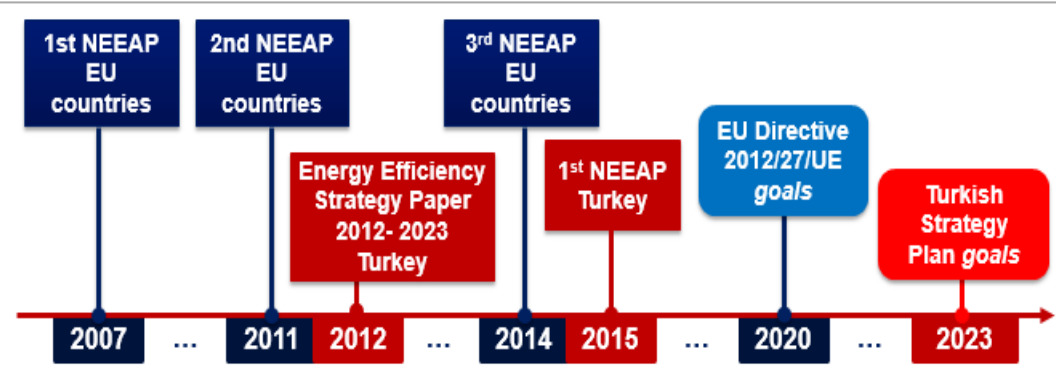 1st NEEAP
EU
countries
2nd NEEAP
EU
countries
3rd NEEAP
EU
countries
Energy Efficiency
Strategy Paper
2012- 2023
Turkey
1st NEEAP
Turkey
EU Directive
2012/27/UE
goals
Turkish
Strategy
Plan goals
2007 ... 2011 2012 ... 2014 2015 ... 2020 ... 2023